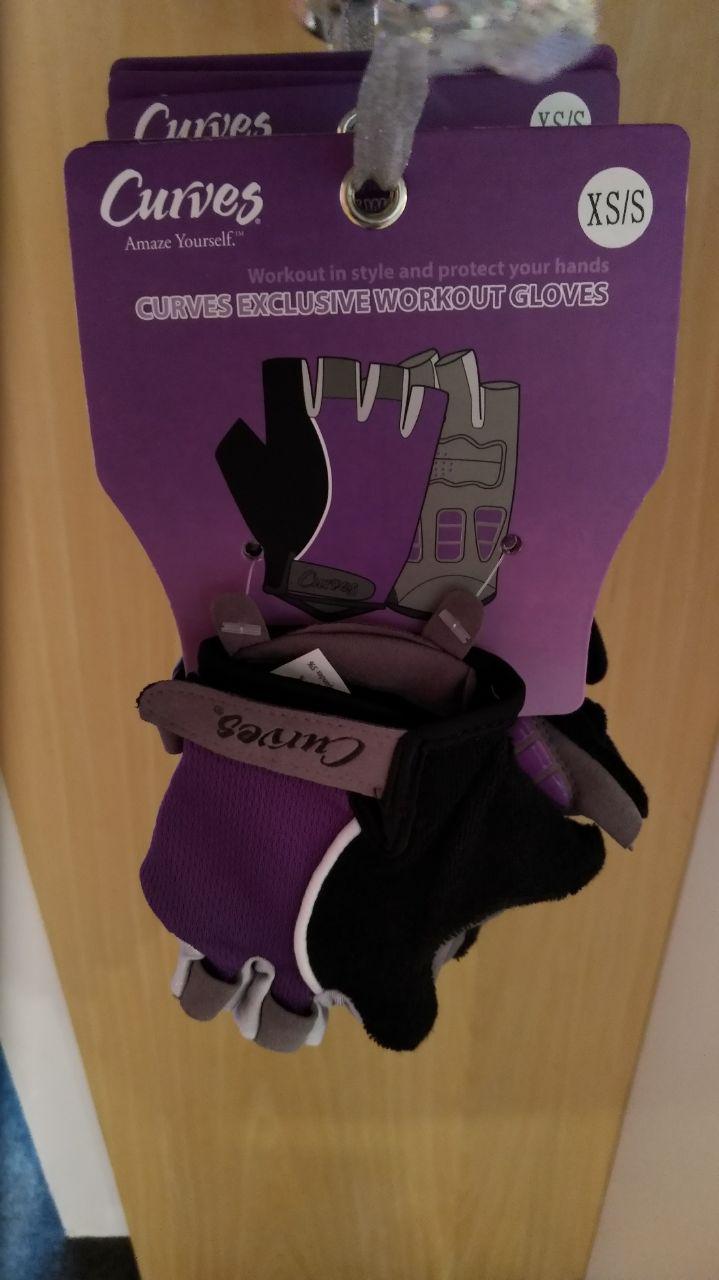 Curves
XS/S
Curves
XS/S
Amaze Yourself.™
Workout in style and protect your hands
CURVES EXCLUSIVE WORKOUT GLOVES
Curves
Curves